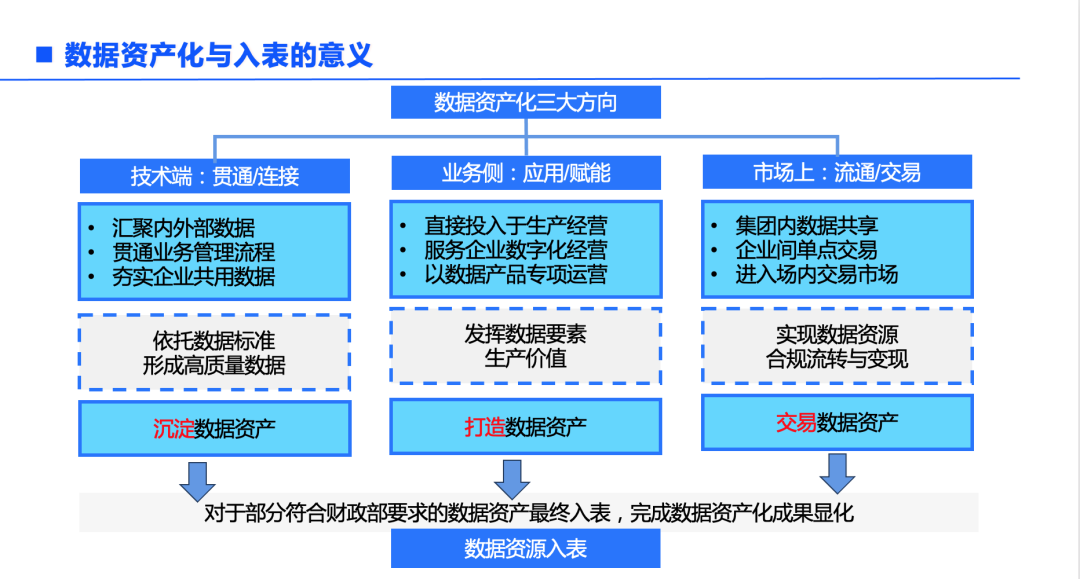 数据资产化与入表的意义
数据资产化三大方向
技术端：贯通/连接
• 汇聚内外部数据
• 贯通业务管理流程
• 夯实企业共用数据
依托数据标准
形成高质量数据
沉淀数据资产
业务侧：应用/赋能
• 直接投入于生产经营
• 服务企业数字化经营
• 以数据产品专项运营
发挥数据要素
生产价值
打造数据资产
市场上：流通/交易
• 集团内数据共享
• 企业间单点交易
• 进入场内交易市场
实现数据资源
合规流转与变现
交易数据资产
对于部分符合财政部要求的数据资产最终入表，完成数据资产化成果显化
数据资源入表